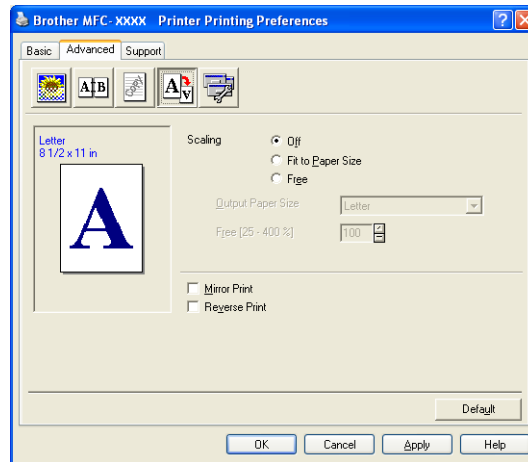 Brother MFC- XXXX Printer Printing Preferences
Basic Advanced Support
A B
Copy
A V
Letter
8 1/2 x 11 in
A
Scaling
Off
Fit to Paper Size
Free
Output Paper Size Letter
Free [25 - 400 %] 100
Mirror Print
Reverse Print
Default
OK Cancel Apply Help